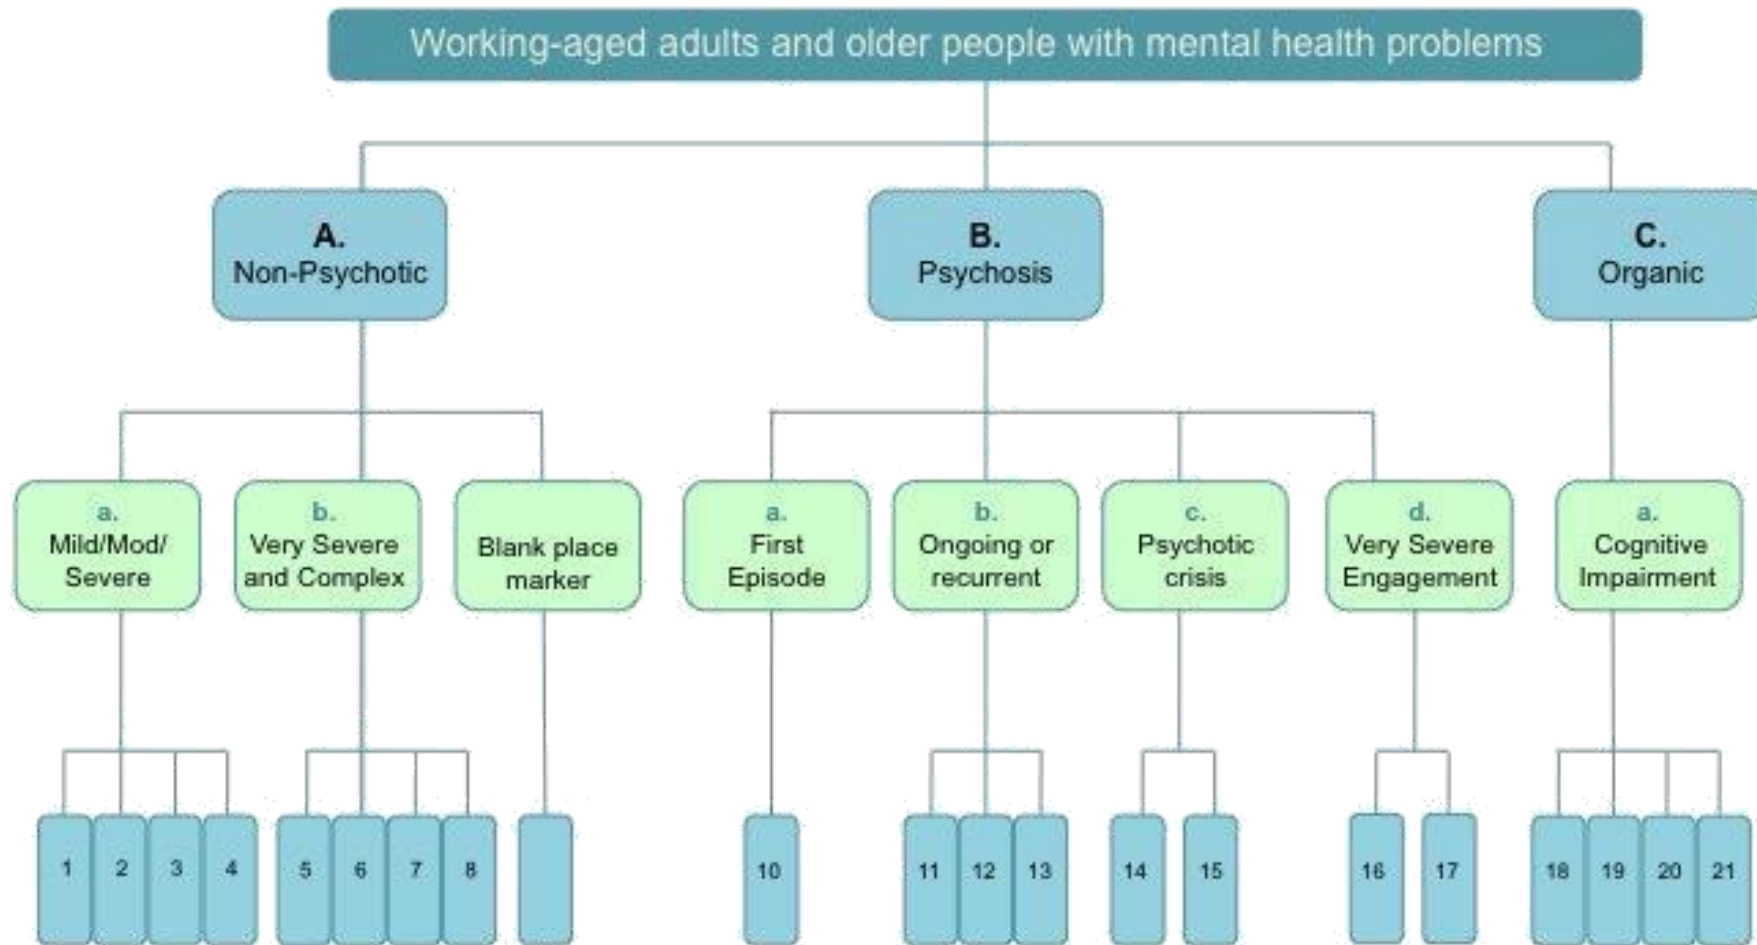 Working-aged adults and older people with mental health problems
A.
Non-Psychotic
B.
Psychosis
C.
Organic
a.
Mild/Mod/
Severe
b.
Very Severe
and Complex
Blank place
marker
a.
First
Episode
b.
Ongoing or
recurrent
c.
Psychotic
crisis
d.
Very Severe
Engagement
a.
Cognitive
Impairment
1 2 3 4 5 6 7 8 10 11 12 13 14 15 16 17 18 19 20 21